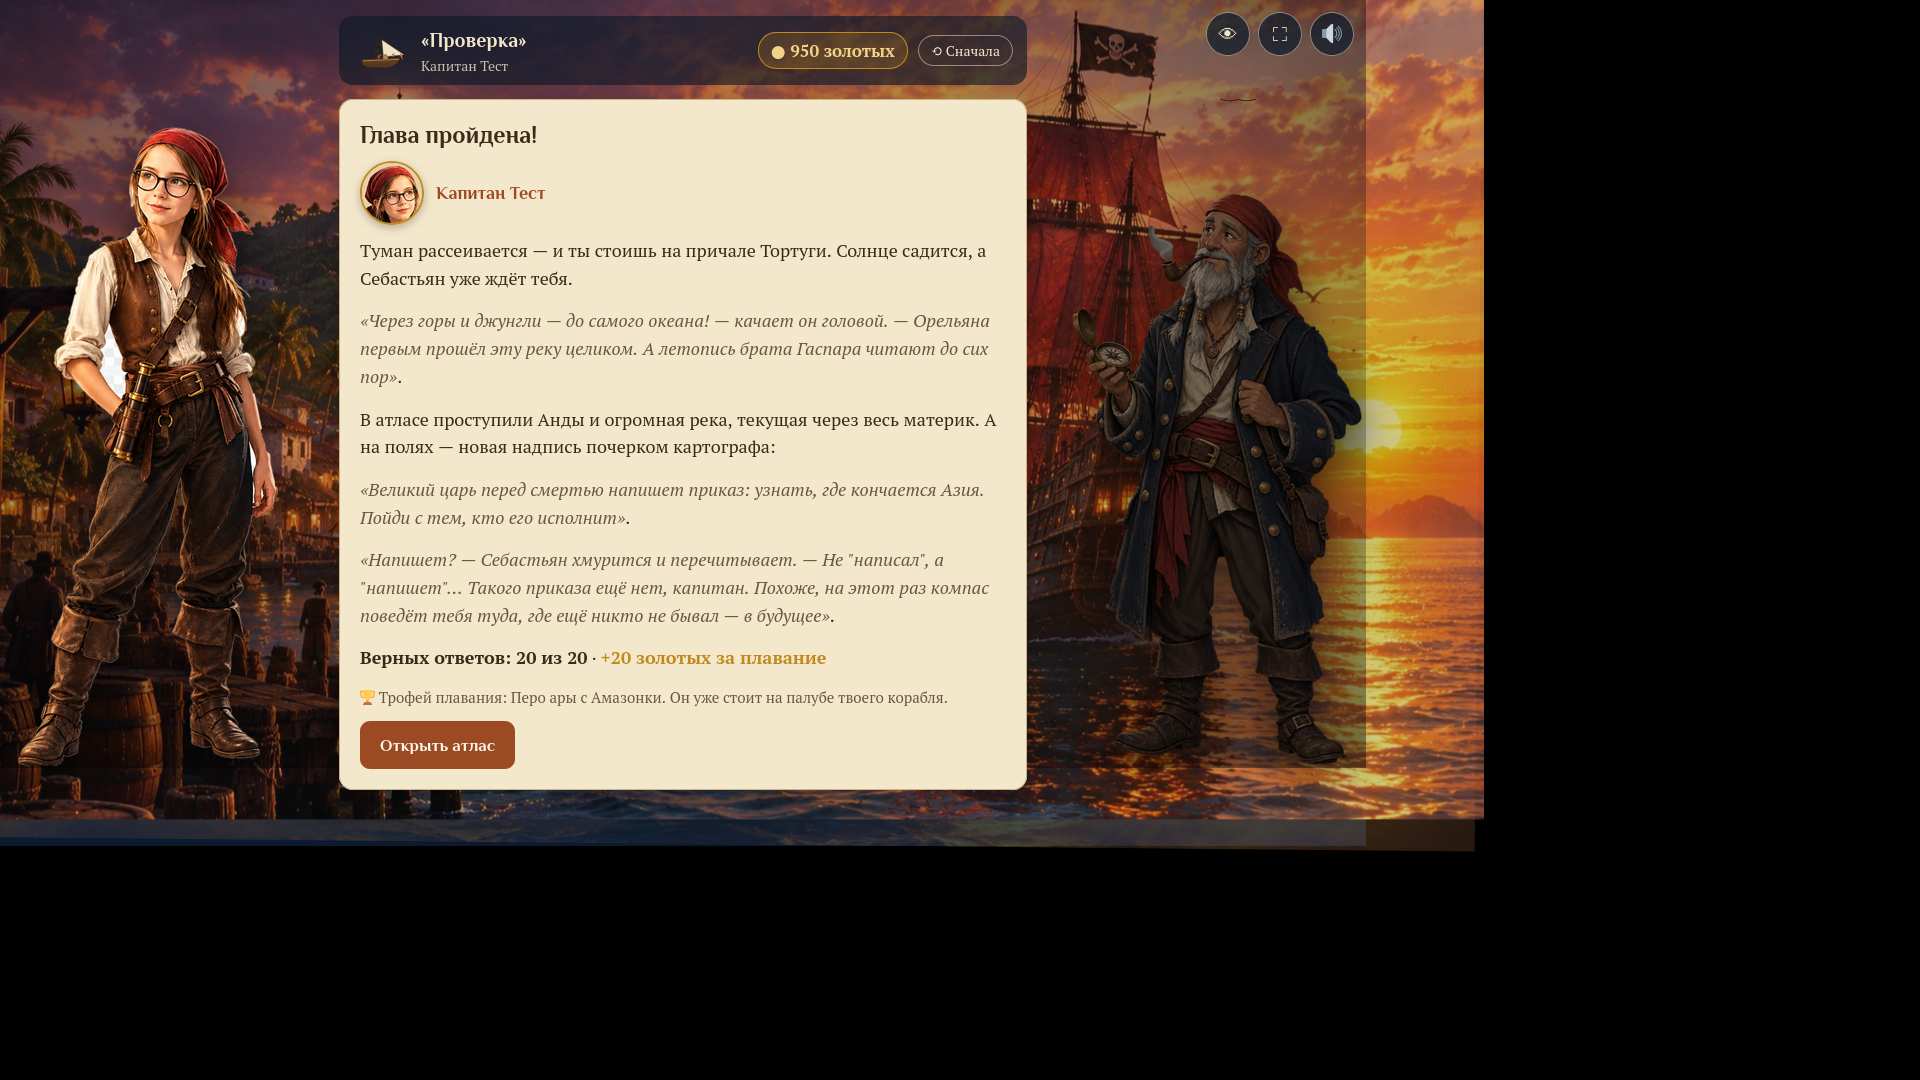 «Проверка»
Капитан Тест
950 золотых
⟲ Сначала
Глава пройдена!
Капитан Тест
Туман рассеивается — и ты стоишь на причале Тортуги. Солнце садится, а
Себастьян уже ждёт тебя.
«Через горы и джунгли — до самого океана! — качает он головой. — Орельяна
первым прошёл эту реку целиком. А летопись брата Гаспара читают до сих
пор».
В атласе проступили Анды и огромная река, текущая через весь материк. А
на полях — новая надпись почерком картографа:
«Великий царь перед смертью напишет приказ: узнать, где кончается Азия.
Пойди с тем, кто его исполнит».
«Напишет? — Себастьян хмурится и перечитывает. — Не "написал", а
"напишет"… Такого приказа ещё нет, капитан. Похоже, на этот раз компас
поведёт тебя туда, где ещё никто не бывал — в будущее».
Верных ответов: 20 из 20 · +20 золотых за плавание
🏆 Трофей плавания: Перо ары с Амазонки. Он уже стоит на палубе твоего корабля.
Открыть атлас